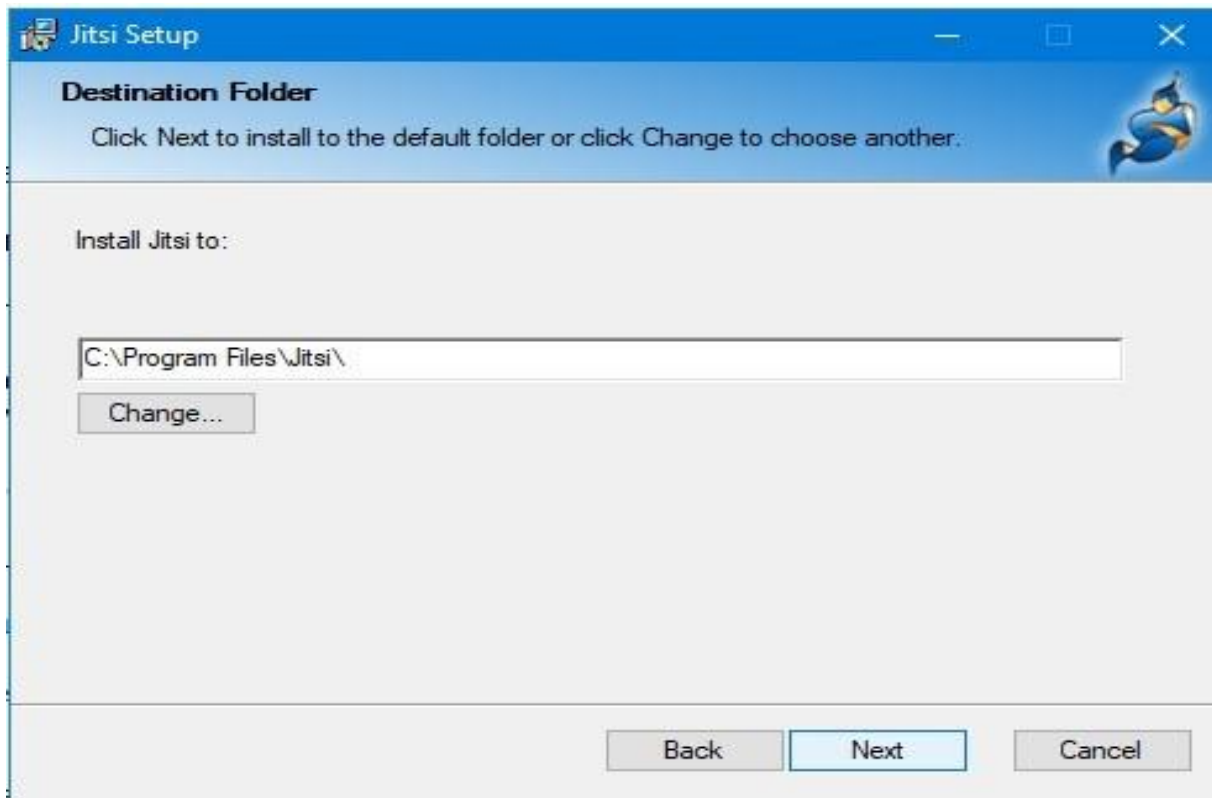 Jitsi Setup
Destination Folder
Click Next to install to the default folder or click Change to choose another.
Install Jitsi to:
C:\Program Files\Jitsi\
Change...
Back Next Cancel